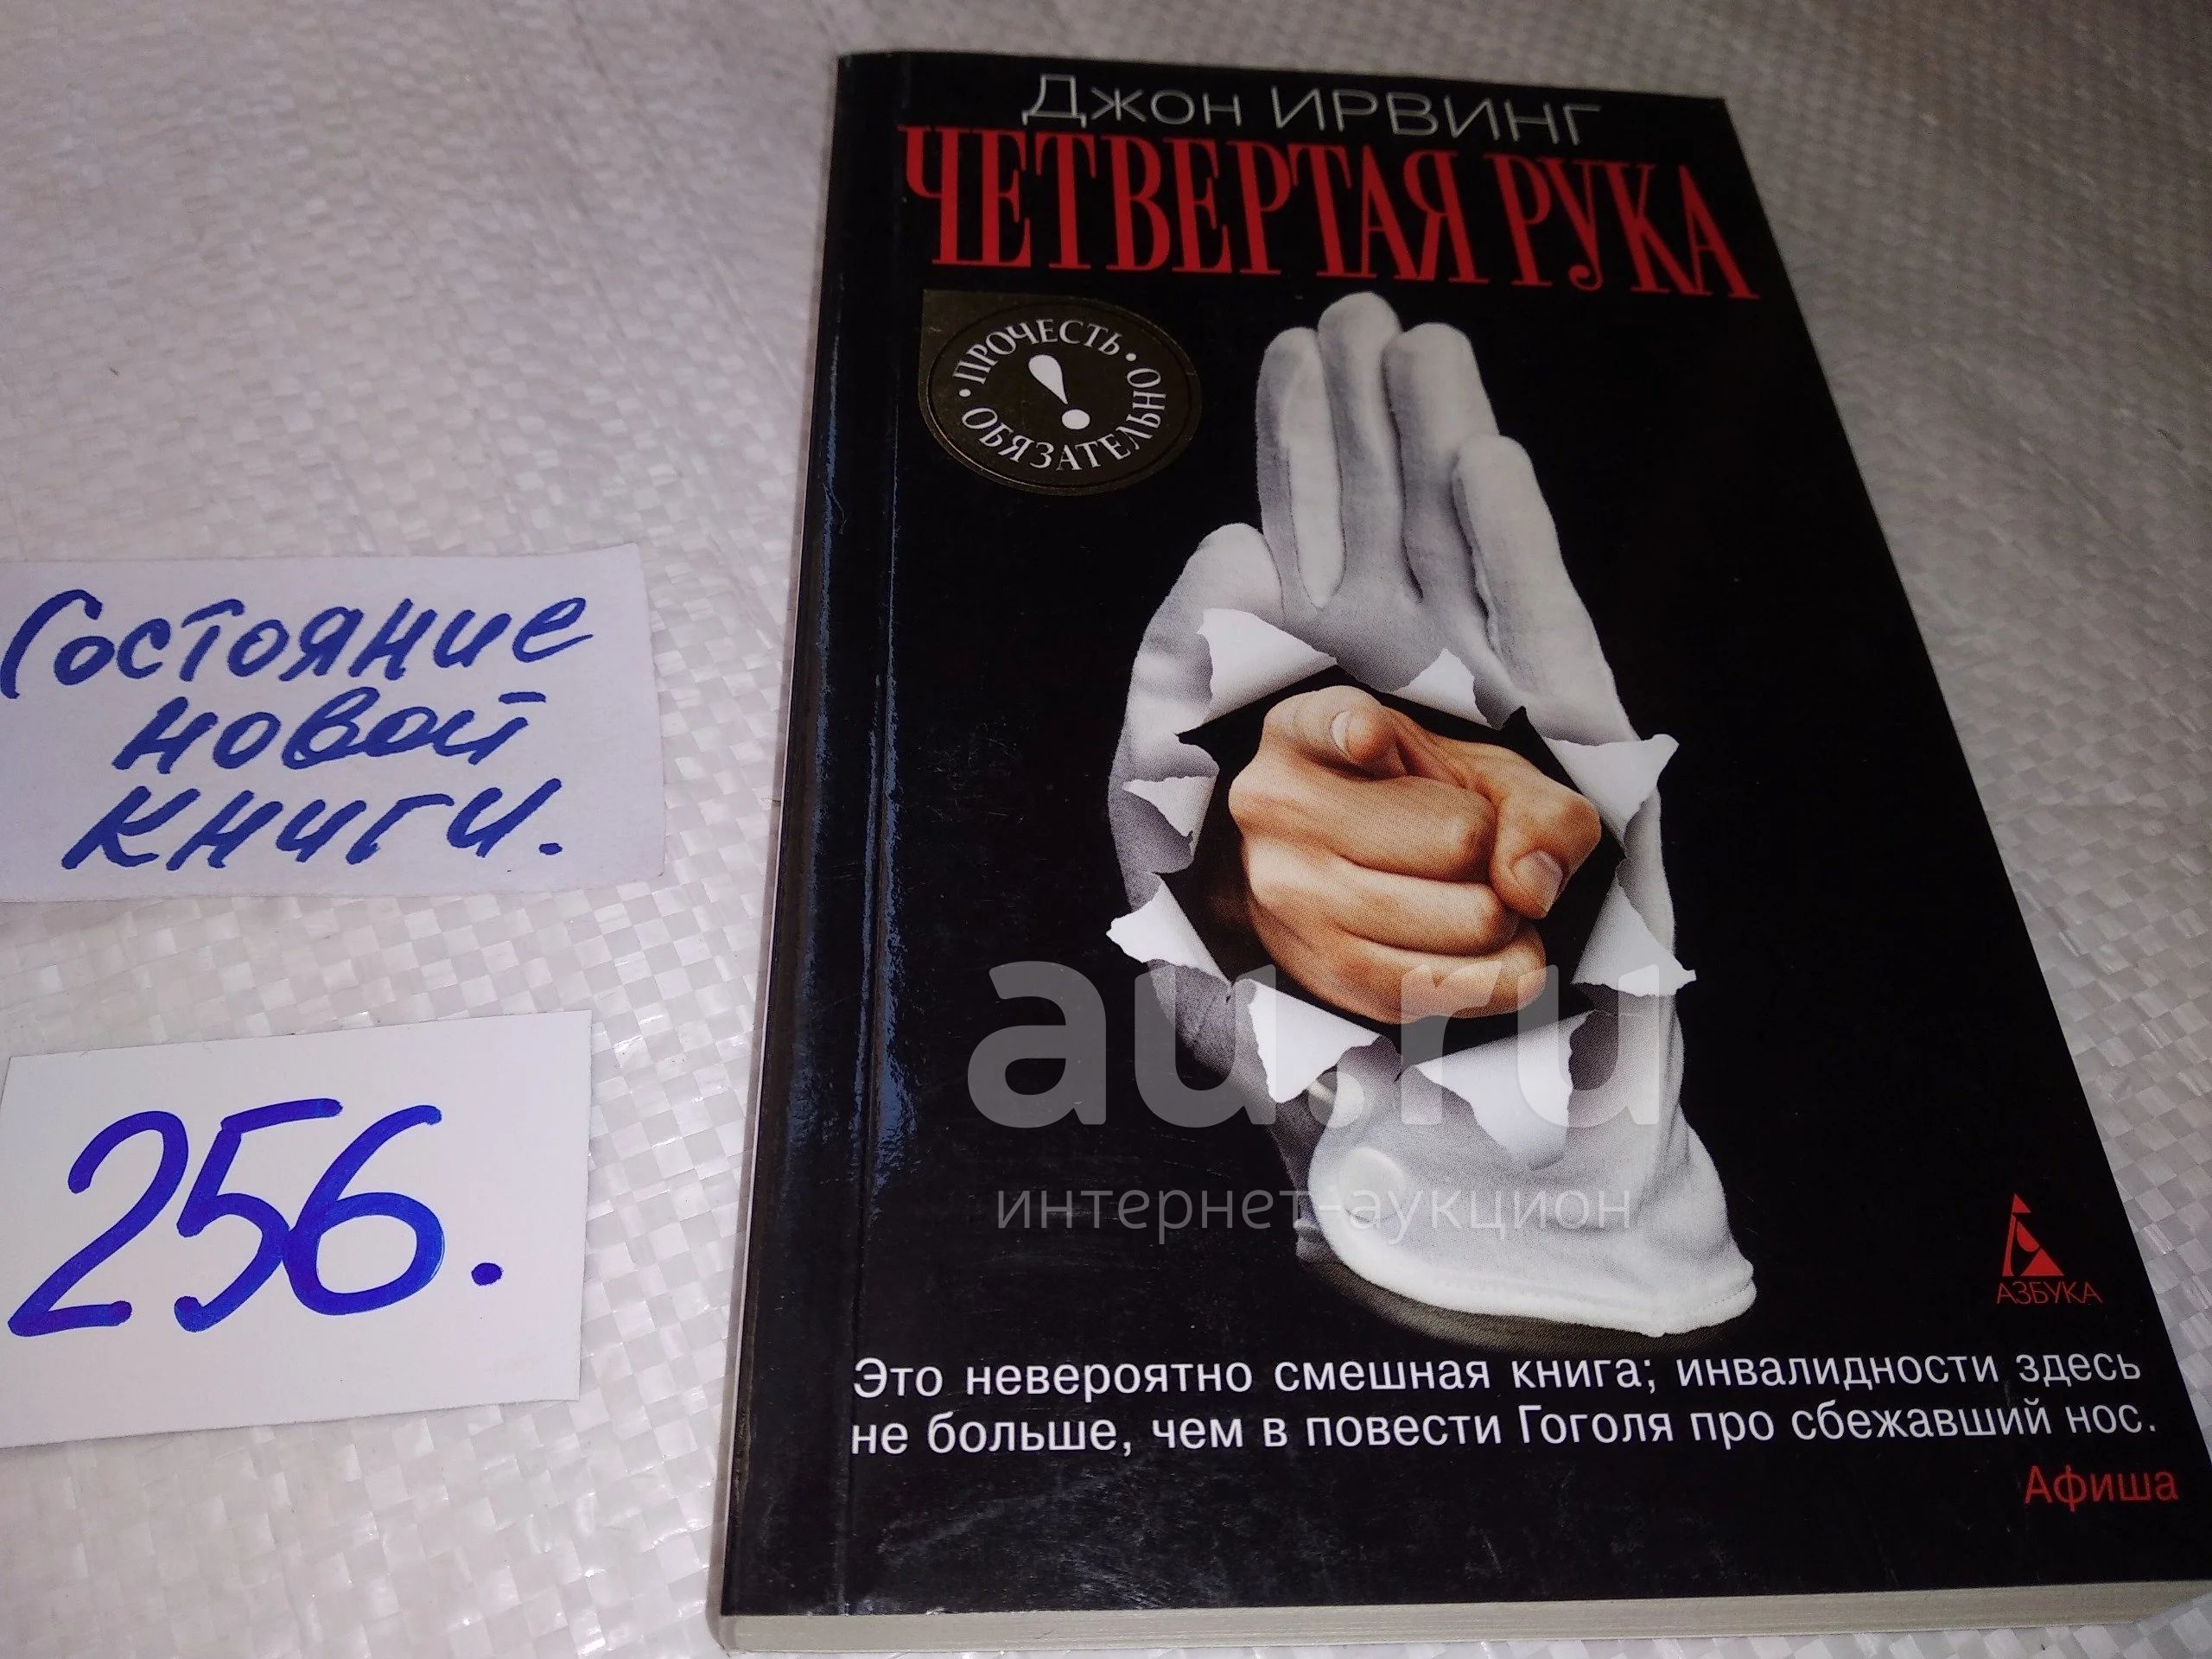 Джон ИРВИНГ
ЧЕТВЕРТАЯ РУКА
• ПРОЧЕСТЬ •
ОБЯЗАТЕЛЬНО
!
Состояние
новой
книги.
256.
au.ru
интернет-аукцион
АЗБУКА
Это невероятно смешная книга; инвалидности здесь
не больше, чем в повести Гоголя про сбежавший нос.
Афиша